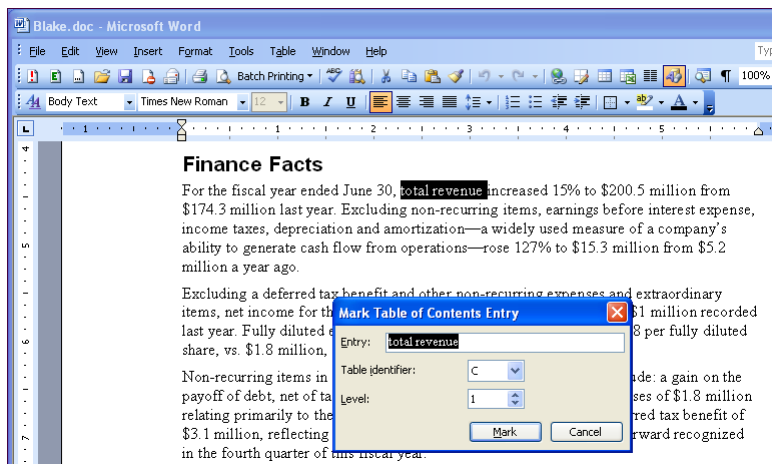 Blake.doc - Microsoft Word
File Edit View Insert Format Tools Table Window Help
Batch Printing 100%
Body Text Times New Roman 12 B I U
1 1 2 3 4 5
Finance Facts
For the fiscal year ended June 30, total revenue increased 15% to $200.5 million from
$174.3 million last year. Excluding non-recurring items, earnings before interest expense,
income taxes, depreciation and amortization—a widely used measure of a company's
ability to generate cash flow from operations—rose 127% to $15.3 million from $5.2
million a year ago.
Excluding a deferred tax benefit and other non-recurring expenses and extraordinary
items, net income for $1 million recorded
last year. Fully diluted 8 per fully diluted
share, vs. $1.8 million,
Non-recurring items in de: a gain on the
payoff of debt, net of ses of $1.8 million
relating primarily to the red tax benefit of
$3.1 million, reflecting rward recognized
in the fourth quarter of this fiscal year.
Mark Table of Contents Entry
Entry: total revenue
Table identifier: C
Level: 1
Mark Cancel